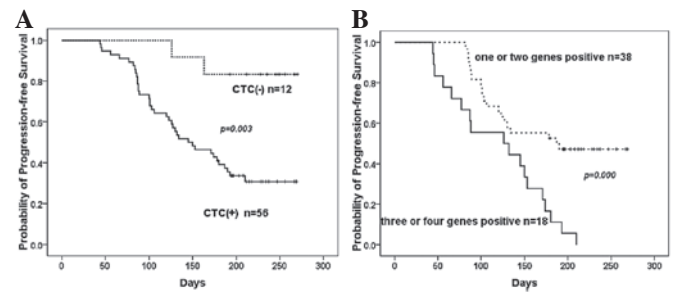 A
Probability of Progression-free Survival
1.0
0.8
0.6
0.4
0.2
0.0
CTC(-) n=12
p=0.003
CTC(+) n=56
0 50 100 150 200 250 300
Days
B
Probability of Progression-free Survival
1.0
0.8
0.6
0.4
0.2
0.0
one or two genes positive n=38
p=0.000
three or four genes positive n=18
0 50 100 150 200 250 300
Days